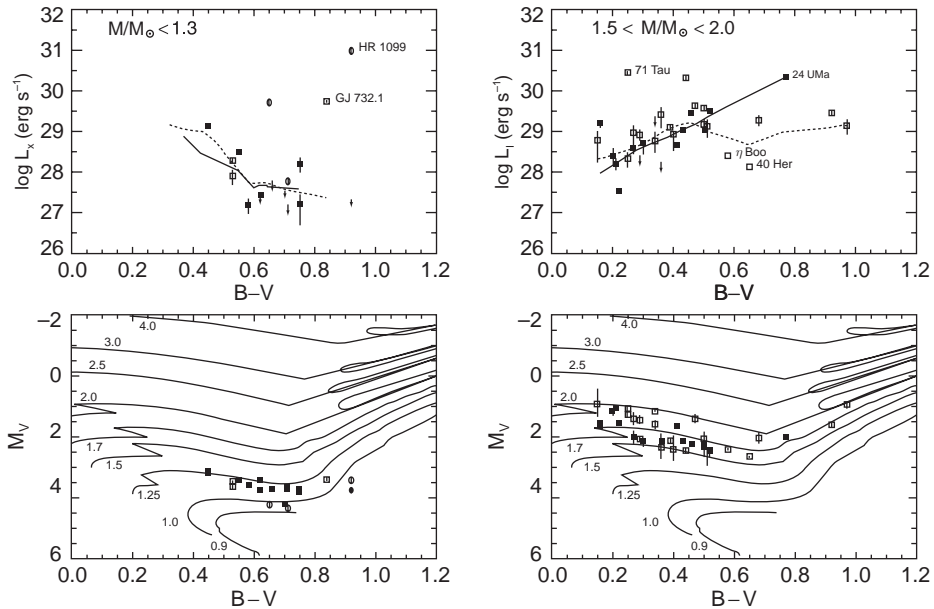 32
31
30
29
28
27
26
log Lx (erg s−1)
M/M⊙ < 1.3
HR 1099
GJ 732.1
0.0 0.2 0.4 0.6 0.8 1.0 1.2
B−V
32
31
30
29
28
27
26
log Ll (erg s−1)
1.5 < M/M⊙ < 2.0
71 Tau
24 UMa
η Boo
40 Her
0.0 0.2 0.4 0.6 0.8 1.0 1.2
B−V
−2
0
2
4
6
MV
4.0
3.0
2.5
2.0
1.7
1.5
1.25
1.0
0.9
0.0 0.2 0.4 0.6 0.8 1.0 1.2
B−V
−2
0
2
4
6
MV
4.0
3.0
2.5
2.0
1.7
1.5
1.25
1.0
0.9
0.0 0.2 0.4 0.6 0.8 1.0 1.2
B−V